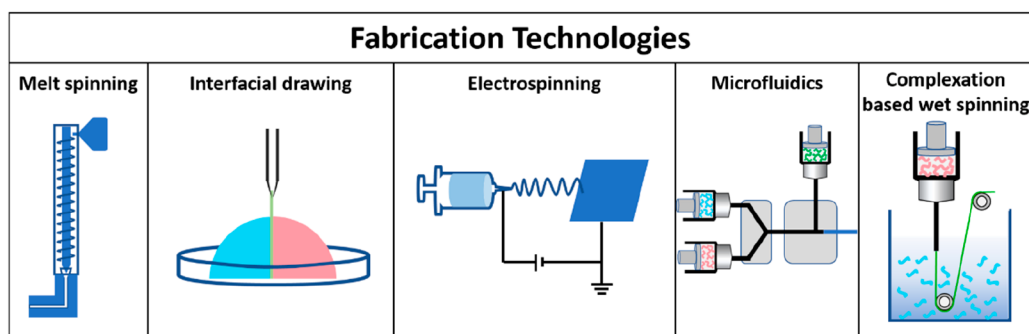 Fabrication Technologies
Melt spinning
Interfacial drawing
Electrospinning
Microfluidics
Complexation
based wet spinning